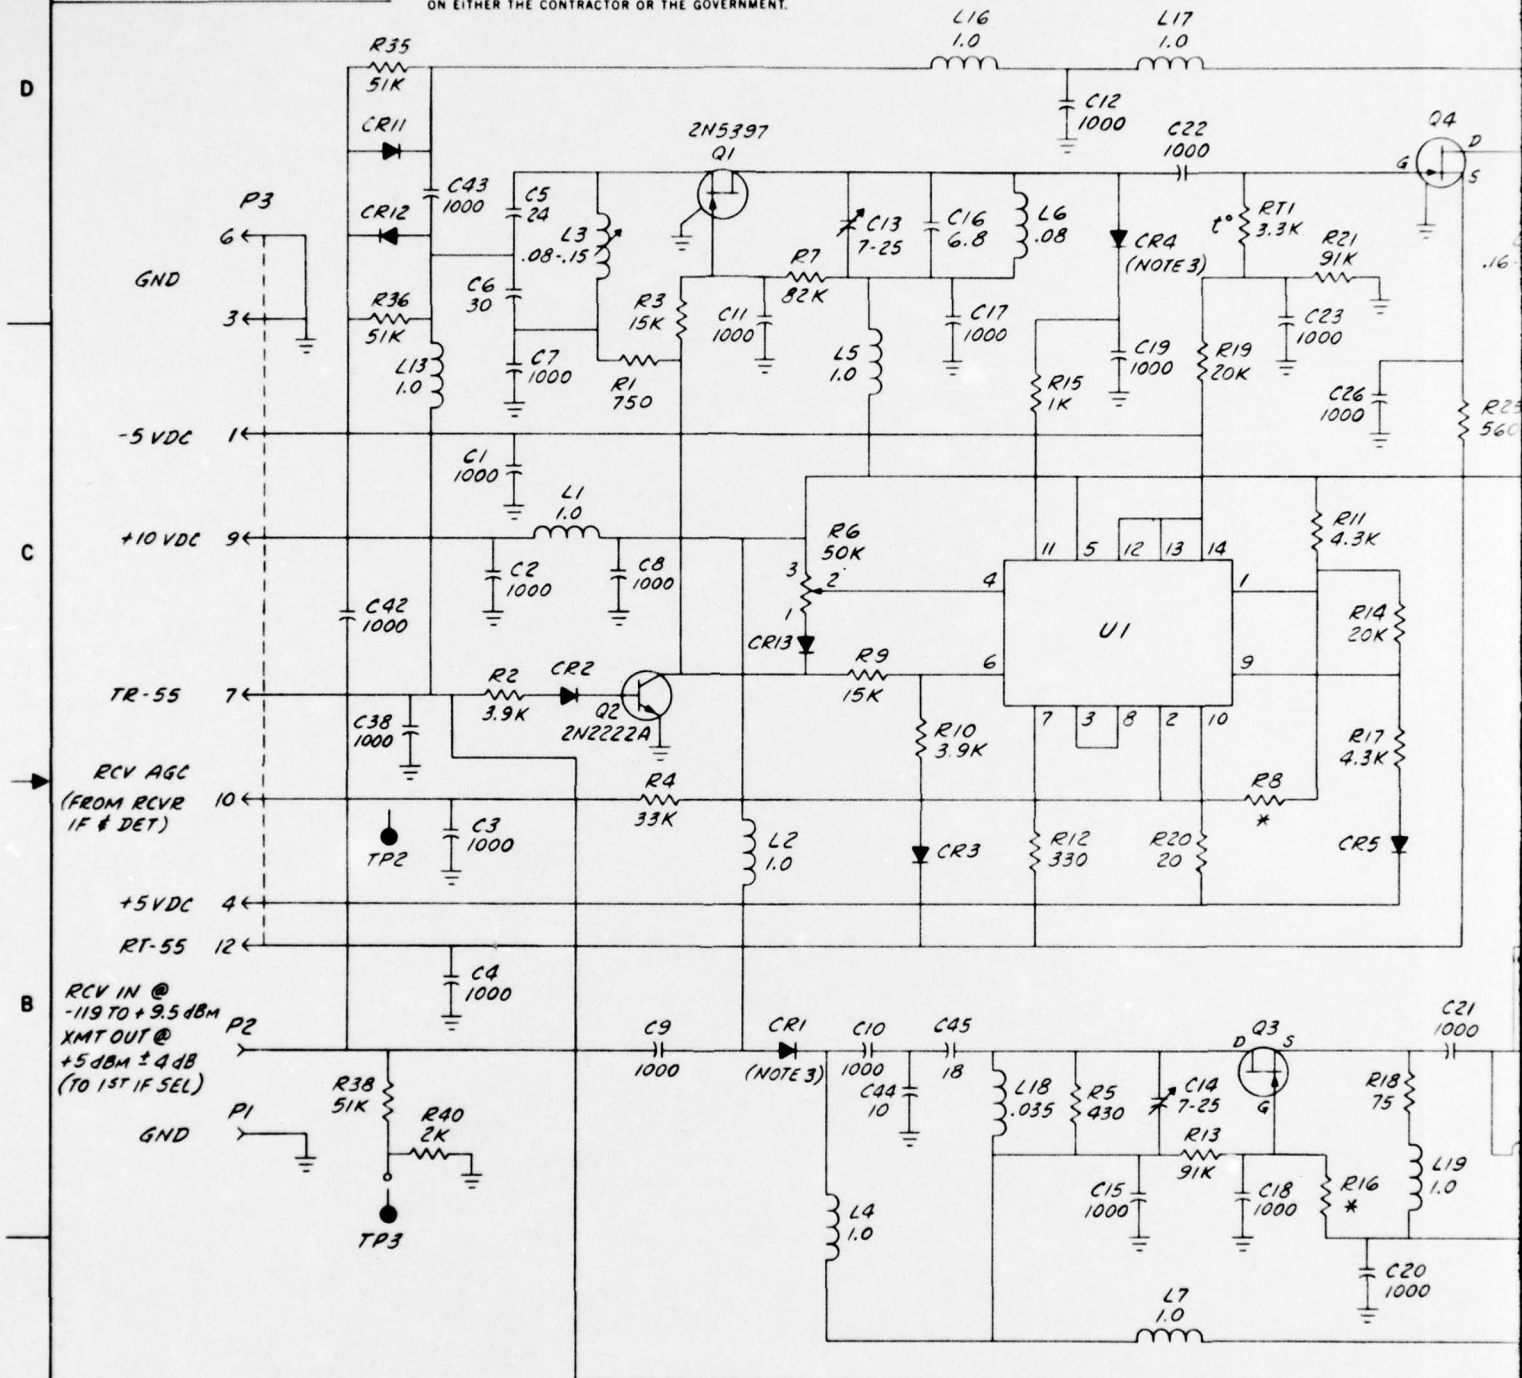 ON EITHER THE CONTRACTOR OR THE GOVERNMENT.
D
R35
51K
L16
1.0
L17
1.0
CR11
C12
1000
2N5397
Q1
C22
1000
Q4
G
D
S
P3
C43
1000
C5
24
CR12
6
L3
.08-.15
C13
7-25
C16
6.8
L6
.08
CR4
(NOTE 3)
t°
RT1
3.3K
R21
91K
.16-
GND
C6
30
R7
82K
R36
51K
3
R3
15K
C11
1000
C17
1000
C23
1000
L13
1.0
C7
1000
R1
750
L5
1.0
C19
1000
R19
20K
R15
1K
C26
1000
R25
560
-5 VDC 1
C1
1000
L1
1.0
+10 VDC 9
R6
50K
R11
4.3K
C
11 5 12 13 14
C2
1000
C8
1000
3
2
1
4
1
C42
1000
R14
20K
U1
CR13
R9
15K
6
9
TR-55 7
R2
3.9K
CR2
Q2
2N2222A
C38
1000
7 3 8 2 10
R10
3.9K
R17
4.3K
RCV AGC
(FROM RCVR 10
IF & DET)
R4
33K
R8
*
TP2
C3
1000
L2
1.0
CR3
R12
330
R20
20
CR5
+5VDC 4
RT-55 12
C4
1000
B
RCV IN @
-119 TO +9.5 dBm
XMT OUT @
+5 dBm ± 4 dB
(TO 1ST IF SEL)
P2
C9
1000
CR1
(NOTE 3)
C10
1000
C45
18
Q3
D
S
G
C21
1000
R38
51K
C44
10
L18
.035
R5
430
C14
7-25
R18
75
P1
GND
R40
2K
R13
91K
C15
1000
C18
1000
R16
*
L19
1.0
TP3
L4
1.0
C20
1000
L7
1.0